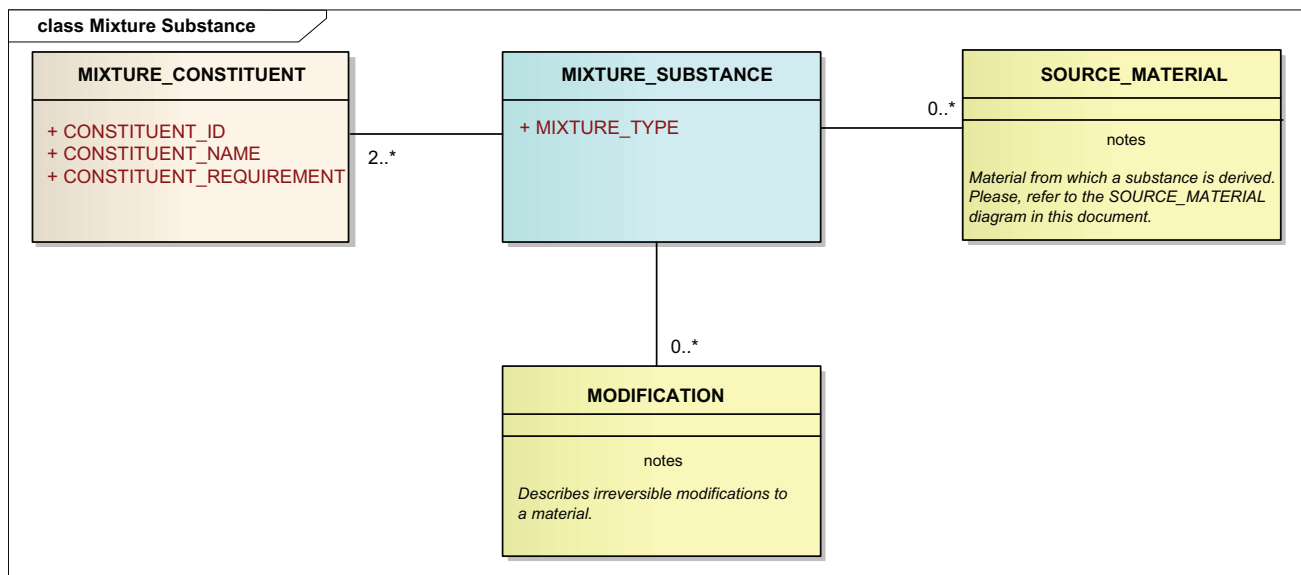 class Mixture Substance
MIXTURE_CONSTITUENT
+ CONSTITUENT_ID
+ CONSTITUENT_NAME
+ CONSTITUENT_REQUIREMENT
2..*
MIXTURE_SUBSTANCE
+ MIXTURE_TYPE
0..*
SOURCE_MATERIAL
notes
Material from which a substance is derived.
Please, refer to the SOURCE_MATERIAL
diagram in this document.
0..*
MODIFICATION
notes
Describes irreversible modifications to
a material.